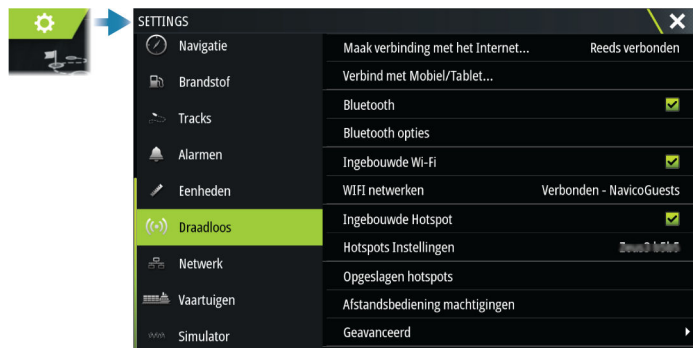 SETTINGS
Navigatie
Brandstof
Tracks
Alarmen
Eenheden
Draadloos
Netwerk
Vaartuigen
Simulator
Maak verbinding met het Internet... Reeds verbonden
Verbind met Mobiel/Tablet...
Bluetooth
Bluetooth opties
Ingebouwde Wi-Fi
WIFI netwerken Verbonden - NavicoGuests
Ingebouwde Hotspot
Hotspots Instellingen
Opgeslagen hotspots
Afstandsbediening machtigingen
Geavanceerd